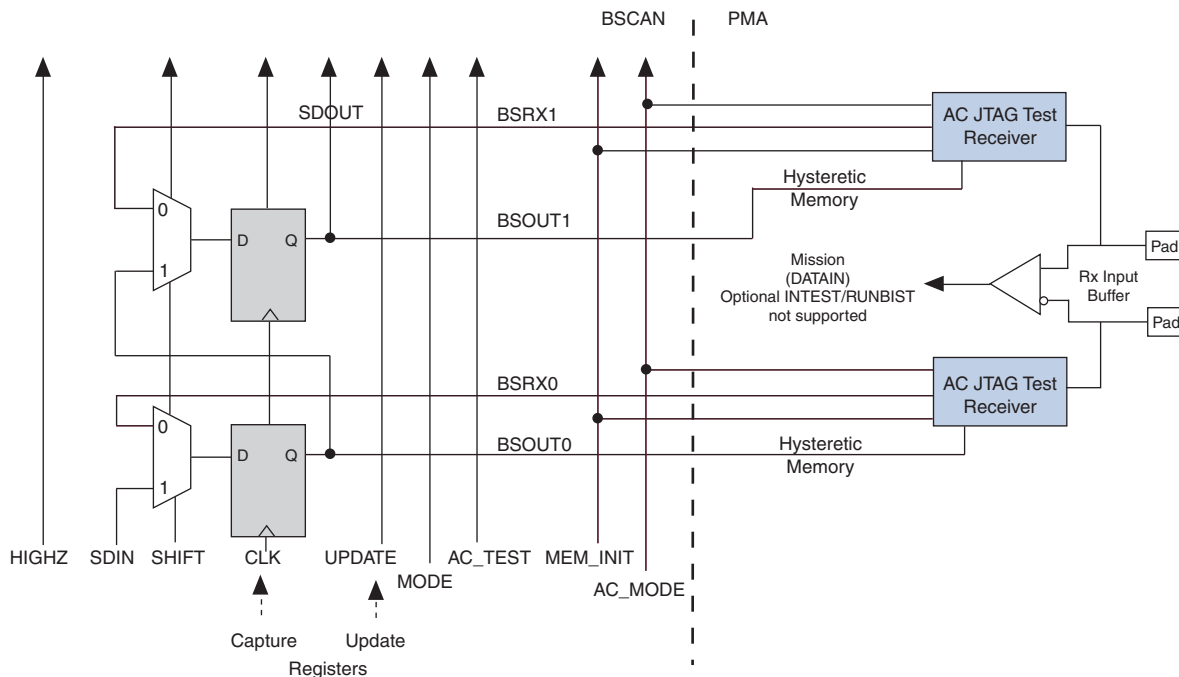 BSCAN
PMA
SDOUT
BSRX1
AC JTAG Test
Receiver
0
Hysteretic
Memory
BSOUT1
D
Q
1
Mission
(DATAIN)
Optional INTEST/RUNBIST
not supported
Rx Input
Buffer
Pad
Pad
BSRX0
AC JTAG Test
Receiver
0
BSOUT0
Hysteretic
Memory
D
Q
1
HIGHZ
SDIN
SHIFT
CLK
UPDATE
MODE
AC_TEST
MEM_INIT
AC_MODE
Capture
Update
Registers